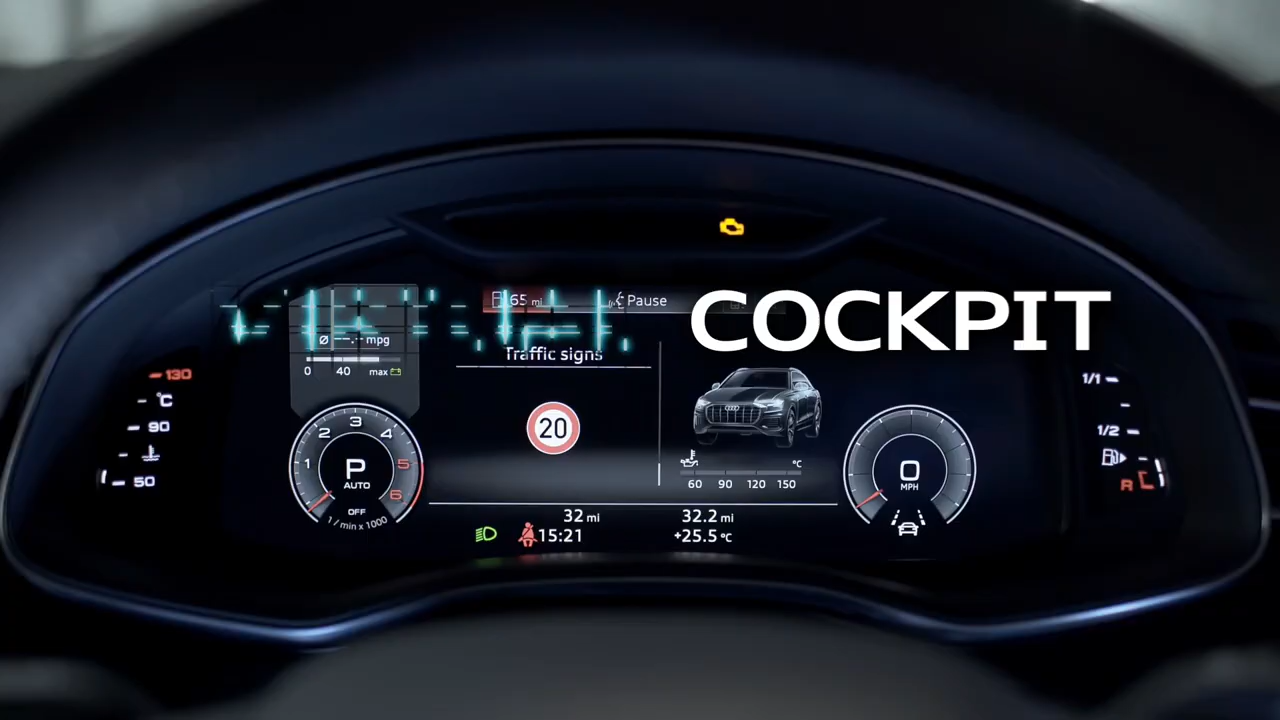 COCKPIT
65 mi
Pause
Ø --.- mpg
0 40 max
Traffic signs
130
°C
90
50
1/1
1/2
R
20
1 2 3 4 5 6
P
AUTO
OFF
1/min x 1000
°C
60 90 120 150
0
MPH
32 mi
32.2 mi
15:21
+25.5 °C